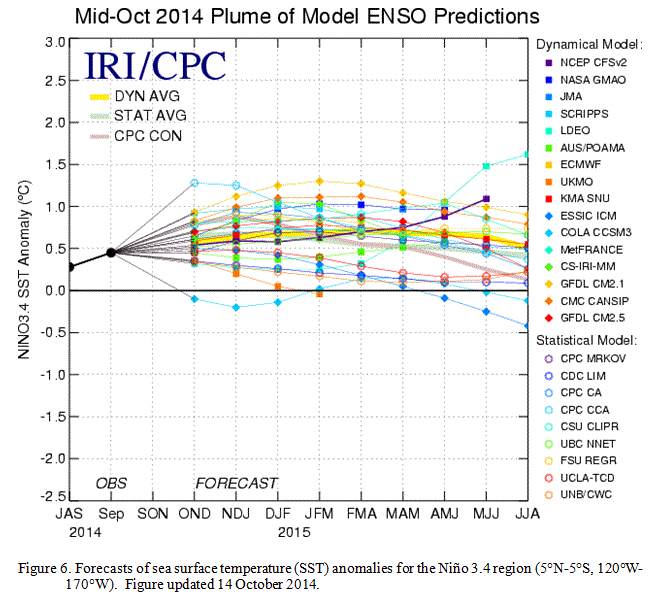 Mid-Oct 2014 Plume of Model ENSO Predictions
3.0
2.5
2.0
1.5
1.0
0.5
0.0
-0.5
-1.0
-1.5
-2.0
-2.5
NINO3.4 SST Anomaly (°C)
IRI/CPC
DYN AVG
STAT AVG
CPC CON
OBS
FORECAST
JAS Sep SON OND NDJ DJF JFM FMA MAM AMJ MJJ JJA
2014 2015
Dynamical Model:
NCEP CFSv2
NASA GMAO
JMA
SCRIPPS
LDEO
AUS/POAMA
ECMWF
UKMO
KMA SNU
ESSIC ICM
COLA CCSM3
MetFRANCE
CS-IRI-MM
GFDL CM2.1
CMC CANSIP
GFDL CM2.5
Statistical Model:
CPC MRKOV
CDC LIM
CPC CA
CPC CCA
CSU CLIPR
UBC NNET
FSU REGR
UCLA-TCD
UNB/CWC
Figure 6. Forecasts of sea surface temperature (SST) anomalies for the Niño 3.4 region (5°N-5°S, 120°W-
170°W). Figure updated 14 October 2014.